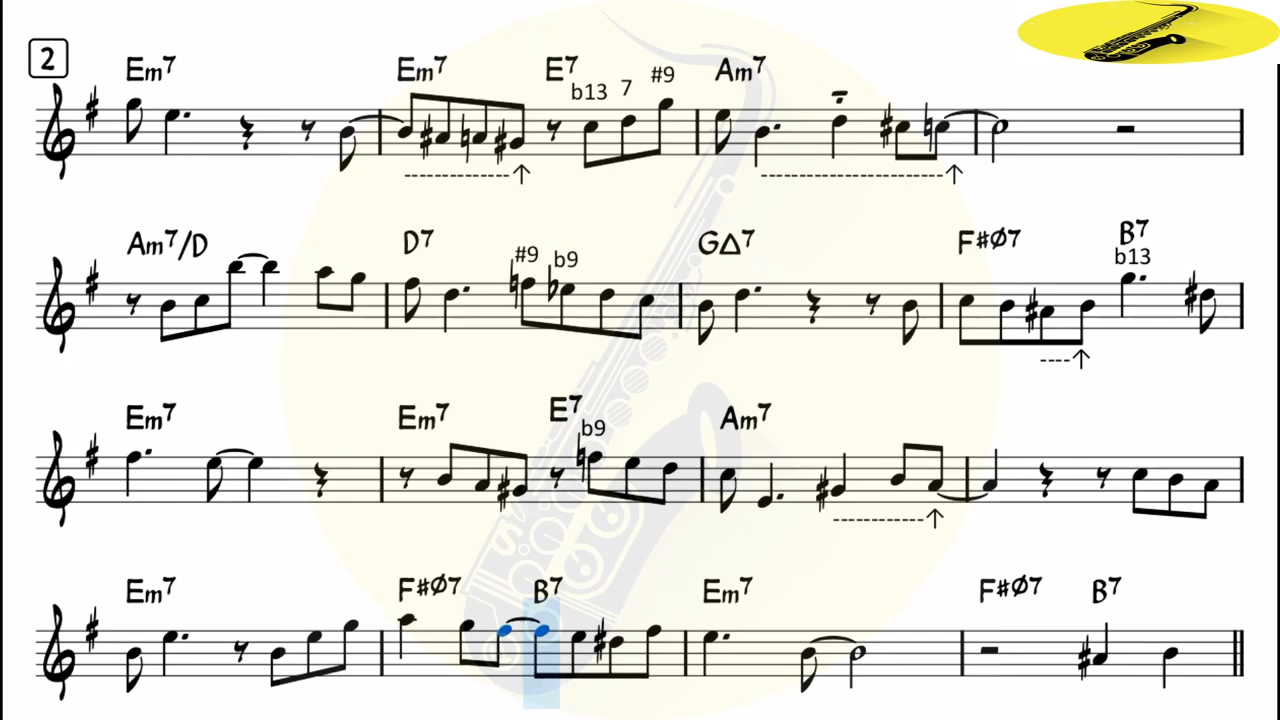 2
Em7 Em7 E7 Am7
b13 7 #9
Am7/D D7 G△7 F#Ø7 B7
#9 b9 b13
Em7 Em7 E7 Am7
b9
Em7 F#Ø7 B7 Em7 F#Ø7 B7